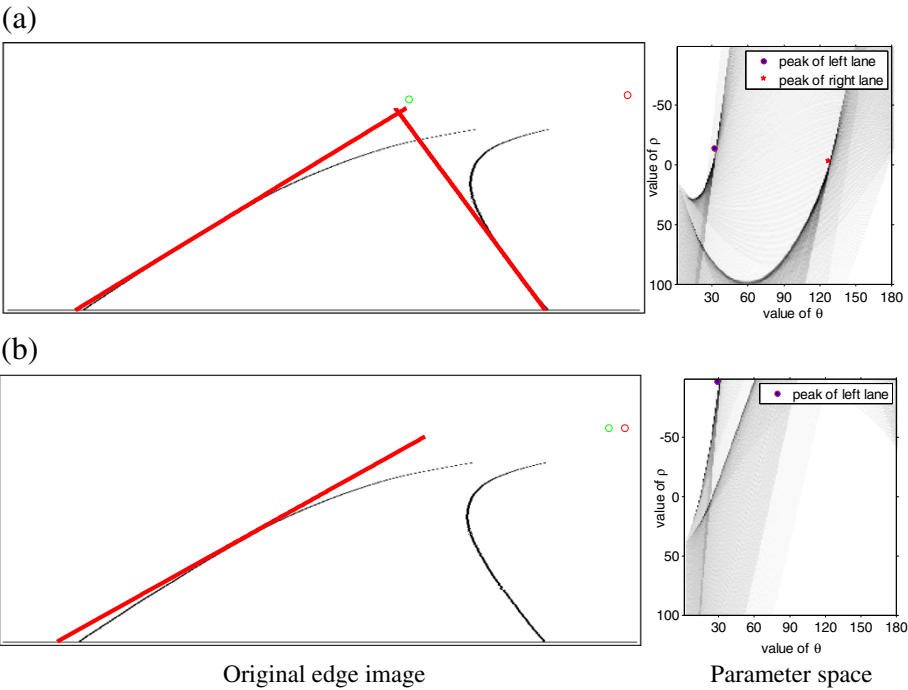 (a)
peak of left lane
peak of right lane
value of ρ
-50
0
50
100
30 60 90 120 150 180
value of θ
(b)
peak of left lane
value of ρ
-50
0
50
100
30 60 90 120 150 180
value of θ
Original edge image
Parameter space